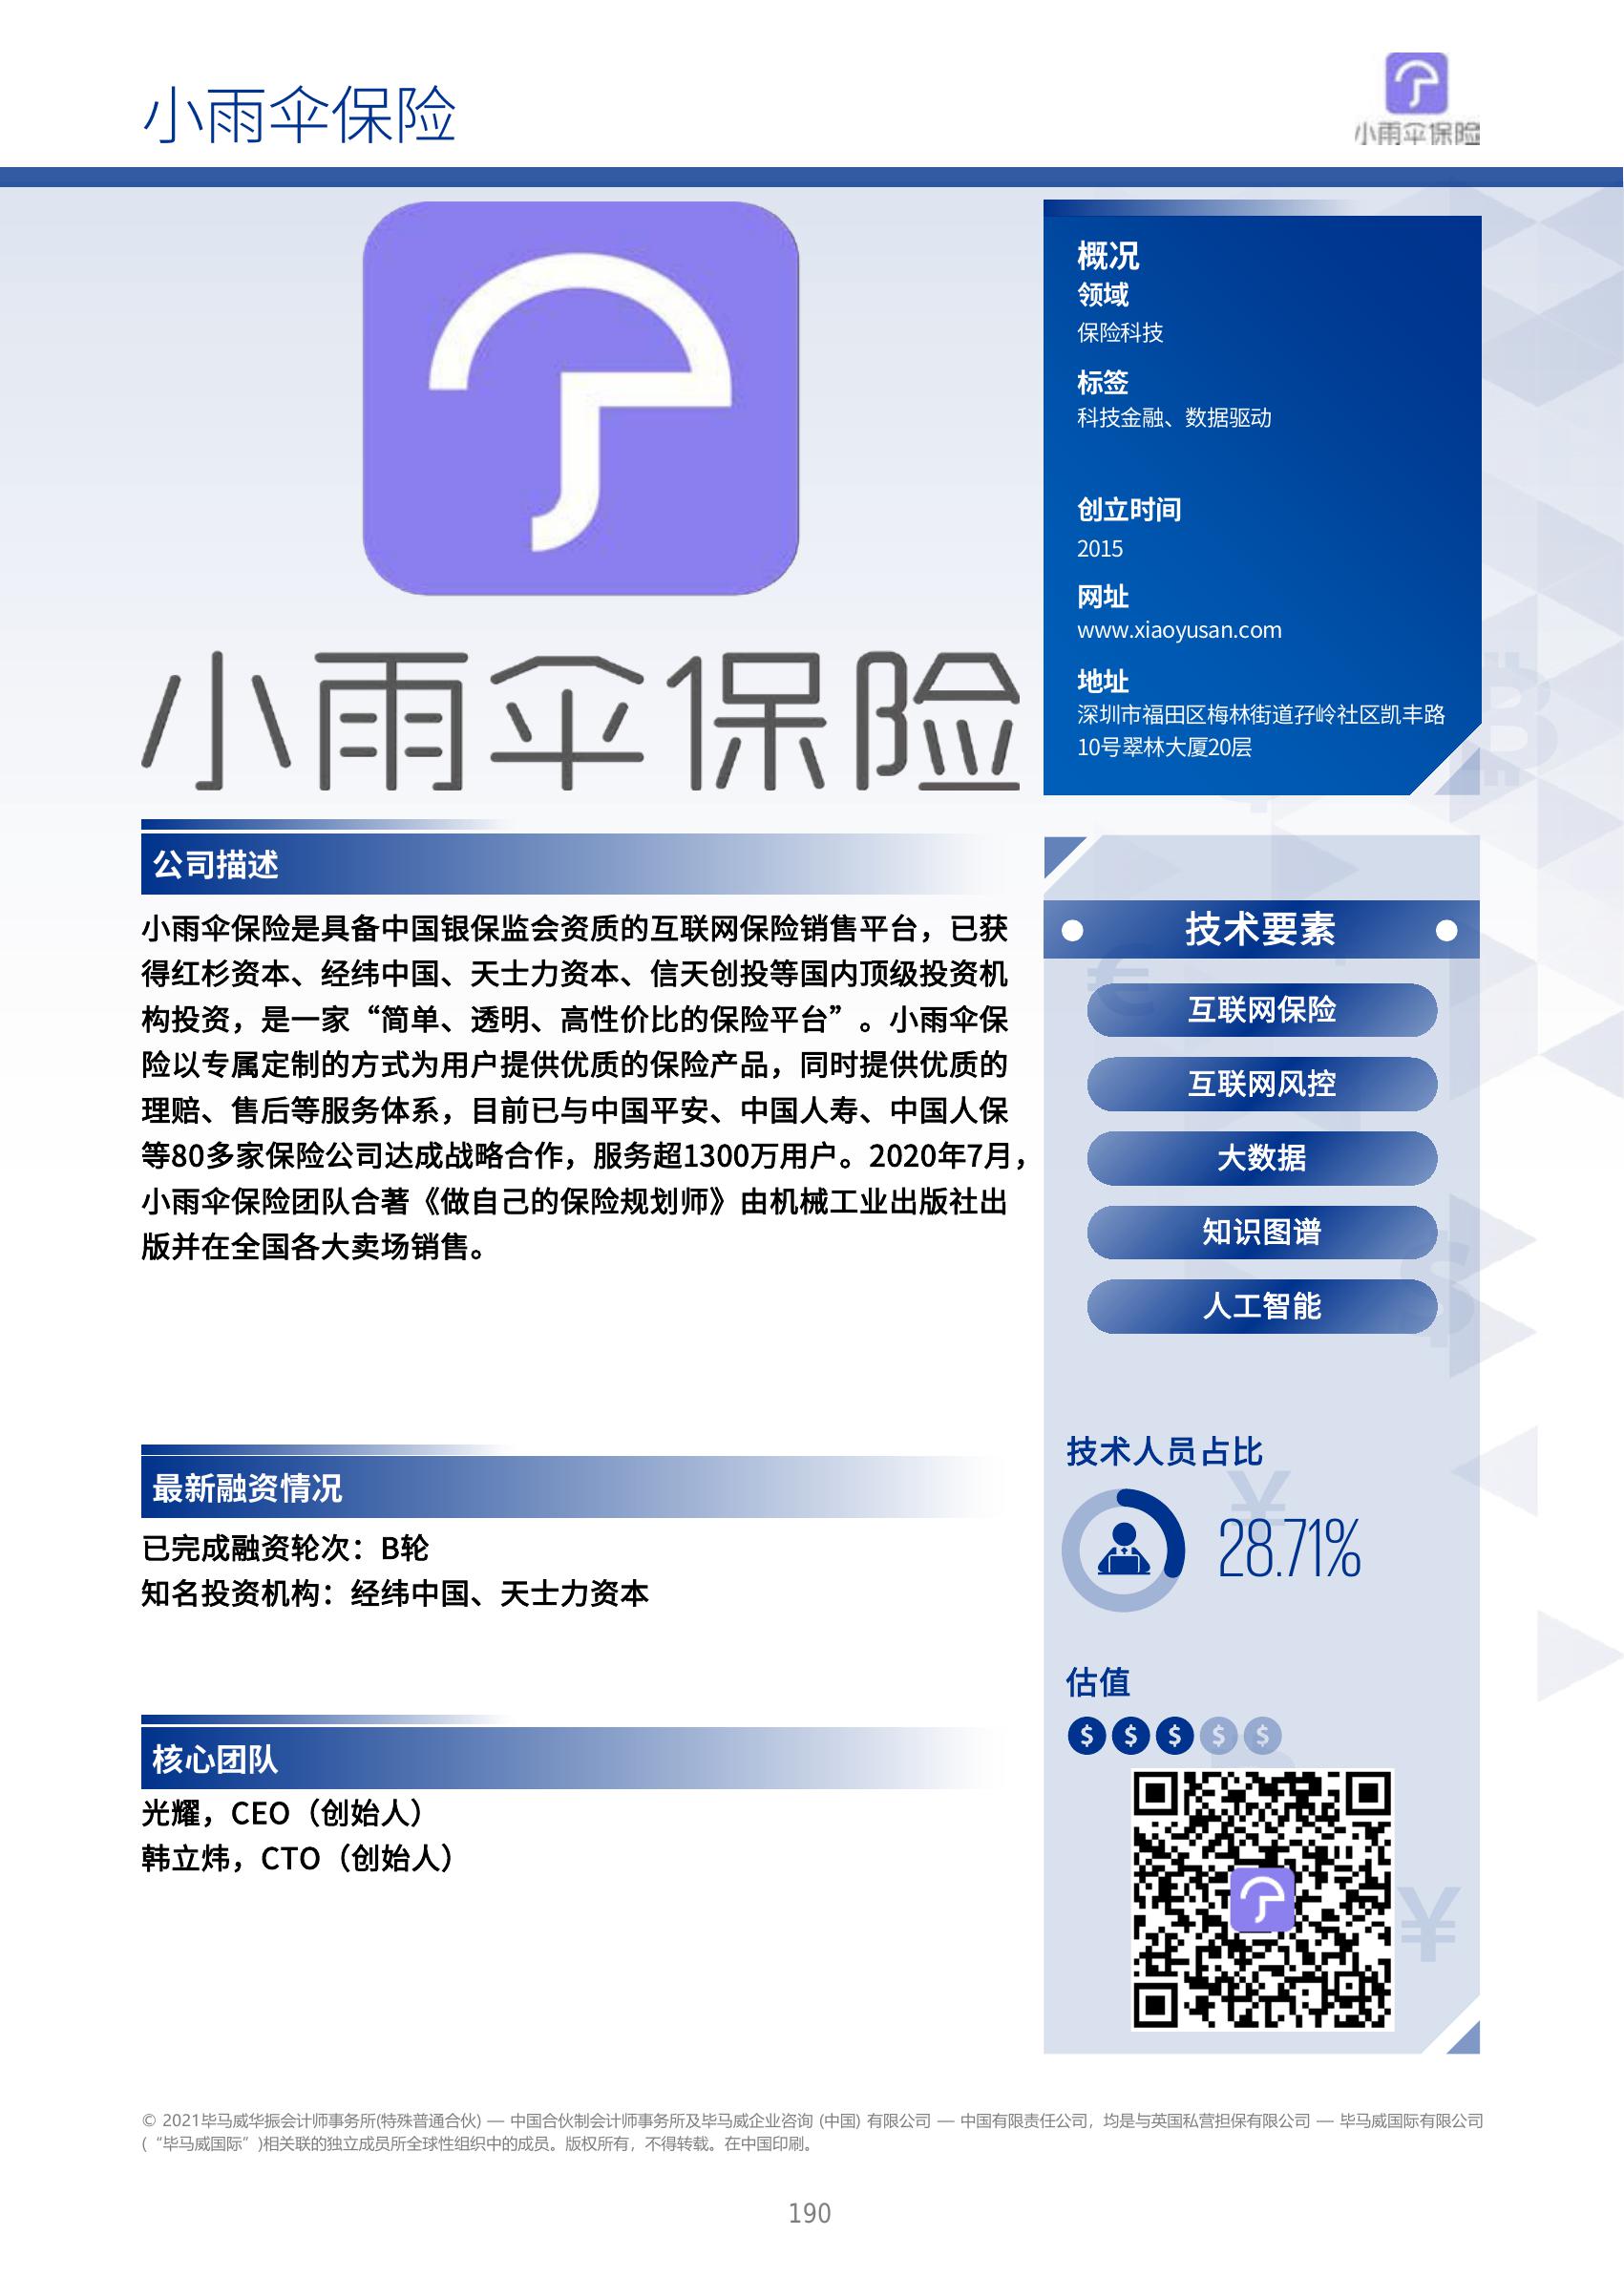 小雨伞保险
小雨伞保险
小雨伞保险
概况
领域
保险科技
标签
科技金融、数据驱动
创立时间
2015
网址
www.xiaoyusan.com
地址
深圳市福田区梅林街道孖岭社区凯丰路
10号翠林大厦20层
公司描述
小雨伞保险是具备中国银保监会资质的互联网保险销售平台，已获
得红杉资本、经纬中国、天士力资本、信天创投等国内顶级投资机
构投资，是一家“简单、透明、高性价比的保险平台”。小雨伞保
险以专属定制的方式为用户提供优质的保险产品，同时提供优质的
理赔、售后等服务体系，目前已与中国平安、中国人寿、中国人保
等80多家保险公司达成战略合作，服务超1300万用户。2020年7月，
小雨伞保险团队合著《做自己的保险规划师》由机械工业出版社出
版并在全国各大卖场销售。
最新融资情况
已完成融资轮次：B轮
知名投资机构：经纬中国、天士力资本
核心团队
光耀，CEO（创始人）
韩立炜，CTO（创始人）
技术要素
互联网保险
互联网风控
大数据
知识图谱
人工智能
技术人员占比
28.71%
估值
$ $ $ $ $
© 2021毕马威华振会计师事务所(特殊普通合伙) — 中国合伙制会计师事务所及毕马威企业咨询 (中国) 有限公司 — 中国有限责任公司，均是与英国私营担保有限公司 — 毕马威国际有限公司
(“毕马威国际”)相关联的独立成员所全球性组织中的成员。版权所有，不得转载。在中国印刷。
190